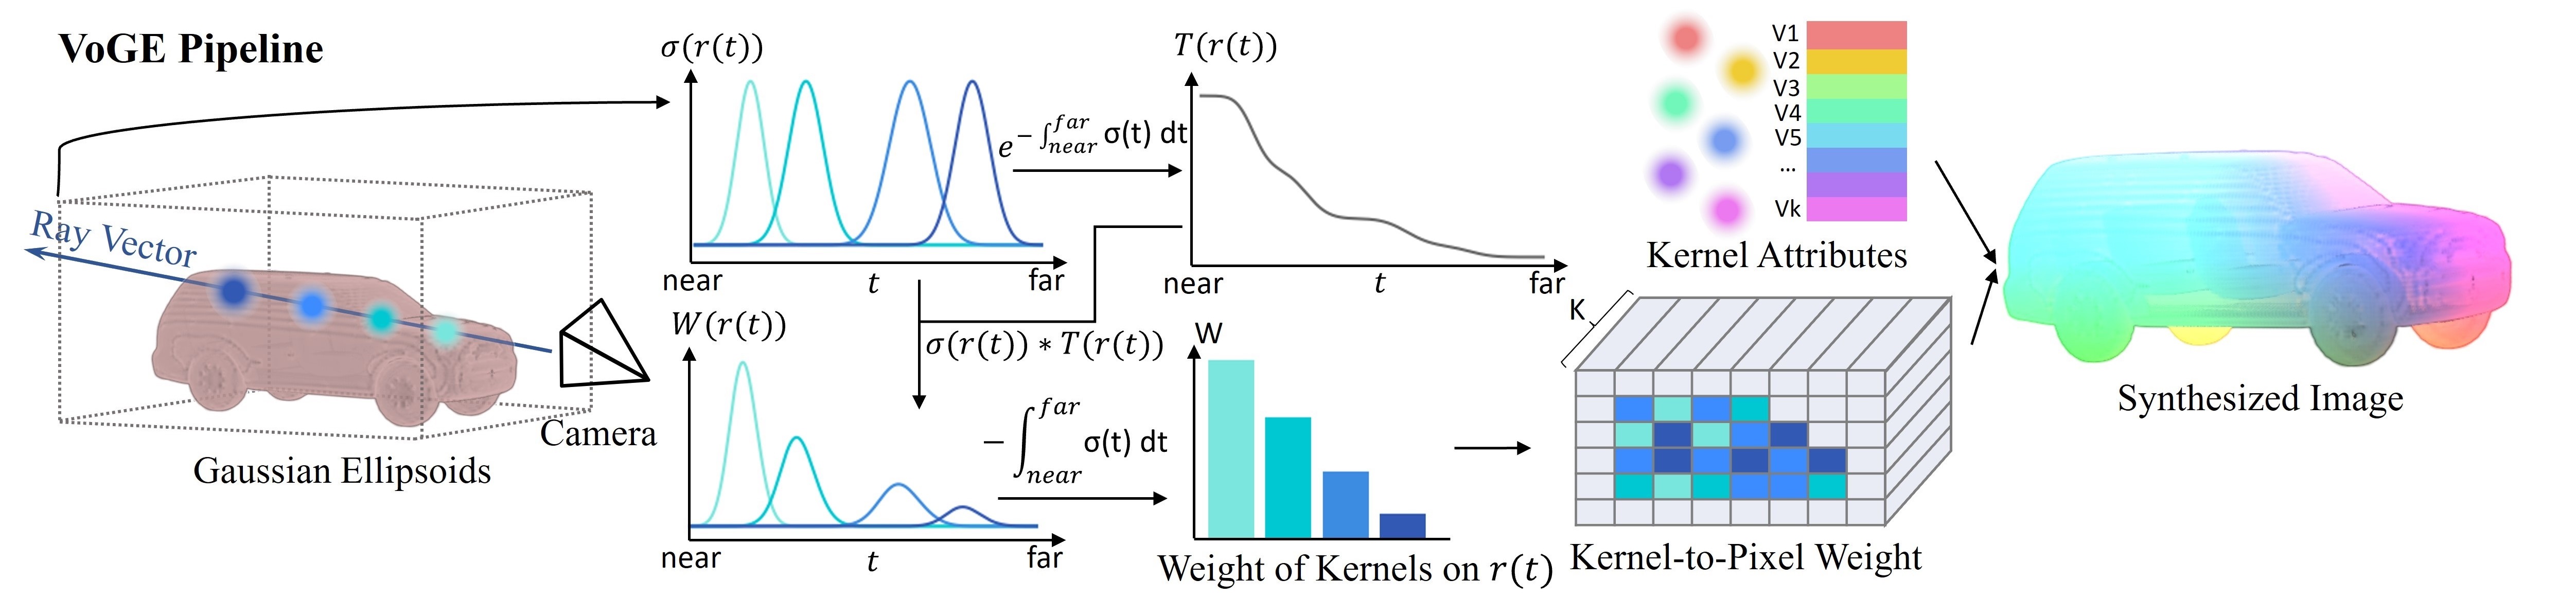 VoGE Pipeline
Ray Vector
Camera
Gaussian Ellipsoids
σ(r(t))
near t far
e^{- ∫_{near}^{far} σ(t) dt}
T(r(t))
near t far
σ(r(t)) * T(r(t))
W(r(t))
near t far
- ∫_{near}^{far} σ(t) dt
W
Weight of Kernels on r(t)
V1
V2
V3
V4
V5
...
Vk
Kernel Attributes
K
Kernel-to-Pixel Weight
Synthesized Image